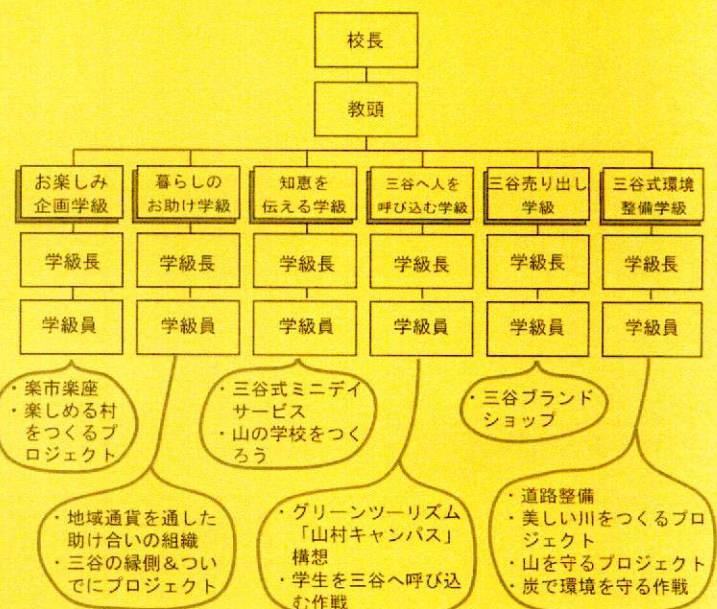 校長
教頭
お楽しみ
企画学級
暮らしの
お助け学級
知恵を
伝える学級
三谷へ人を
呼び込む学級
三谷売り出し
学級
三谷式環境
整備学級
学級長
学級長
学級長
学級長
学級長
学級長
学級員
学級員
学級員
学級員
学級員
学級員
・楽市楽座
・楽しめる村
をつくるプ
ロジェクト
・三谷式ミニデイ
サービス
・山の学校をつく
ろう
・三谷ブランド
ショップ
・地域通貨を通した
助け合いの組織
・三谷の縁側&つい
でにプロジェクト
・グリーンツーリズム
「山村キャンパス」
構想
・学生を三谷へ呼び込
む作戦
・道路整備
・美しい川をつくるプロ
ジェクト
・山を守るプロジェクト
・炭で環境を守る作戦